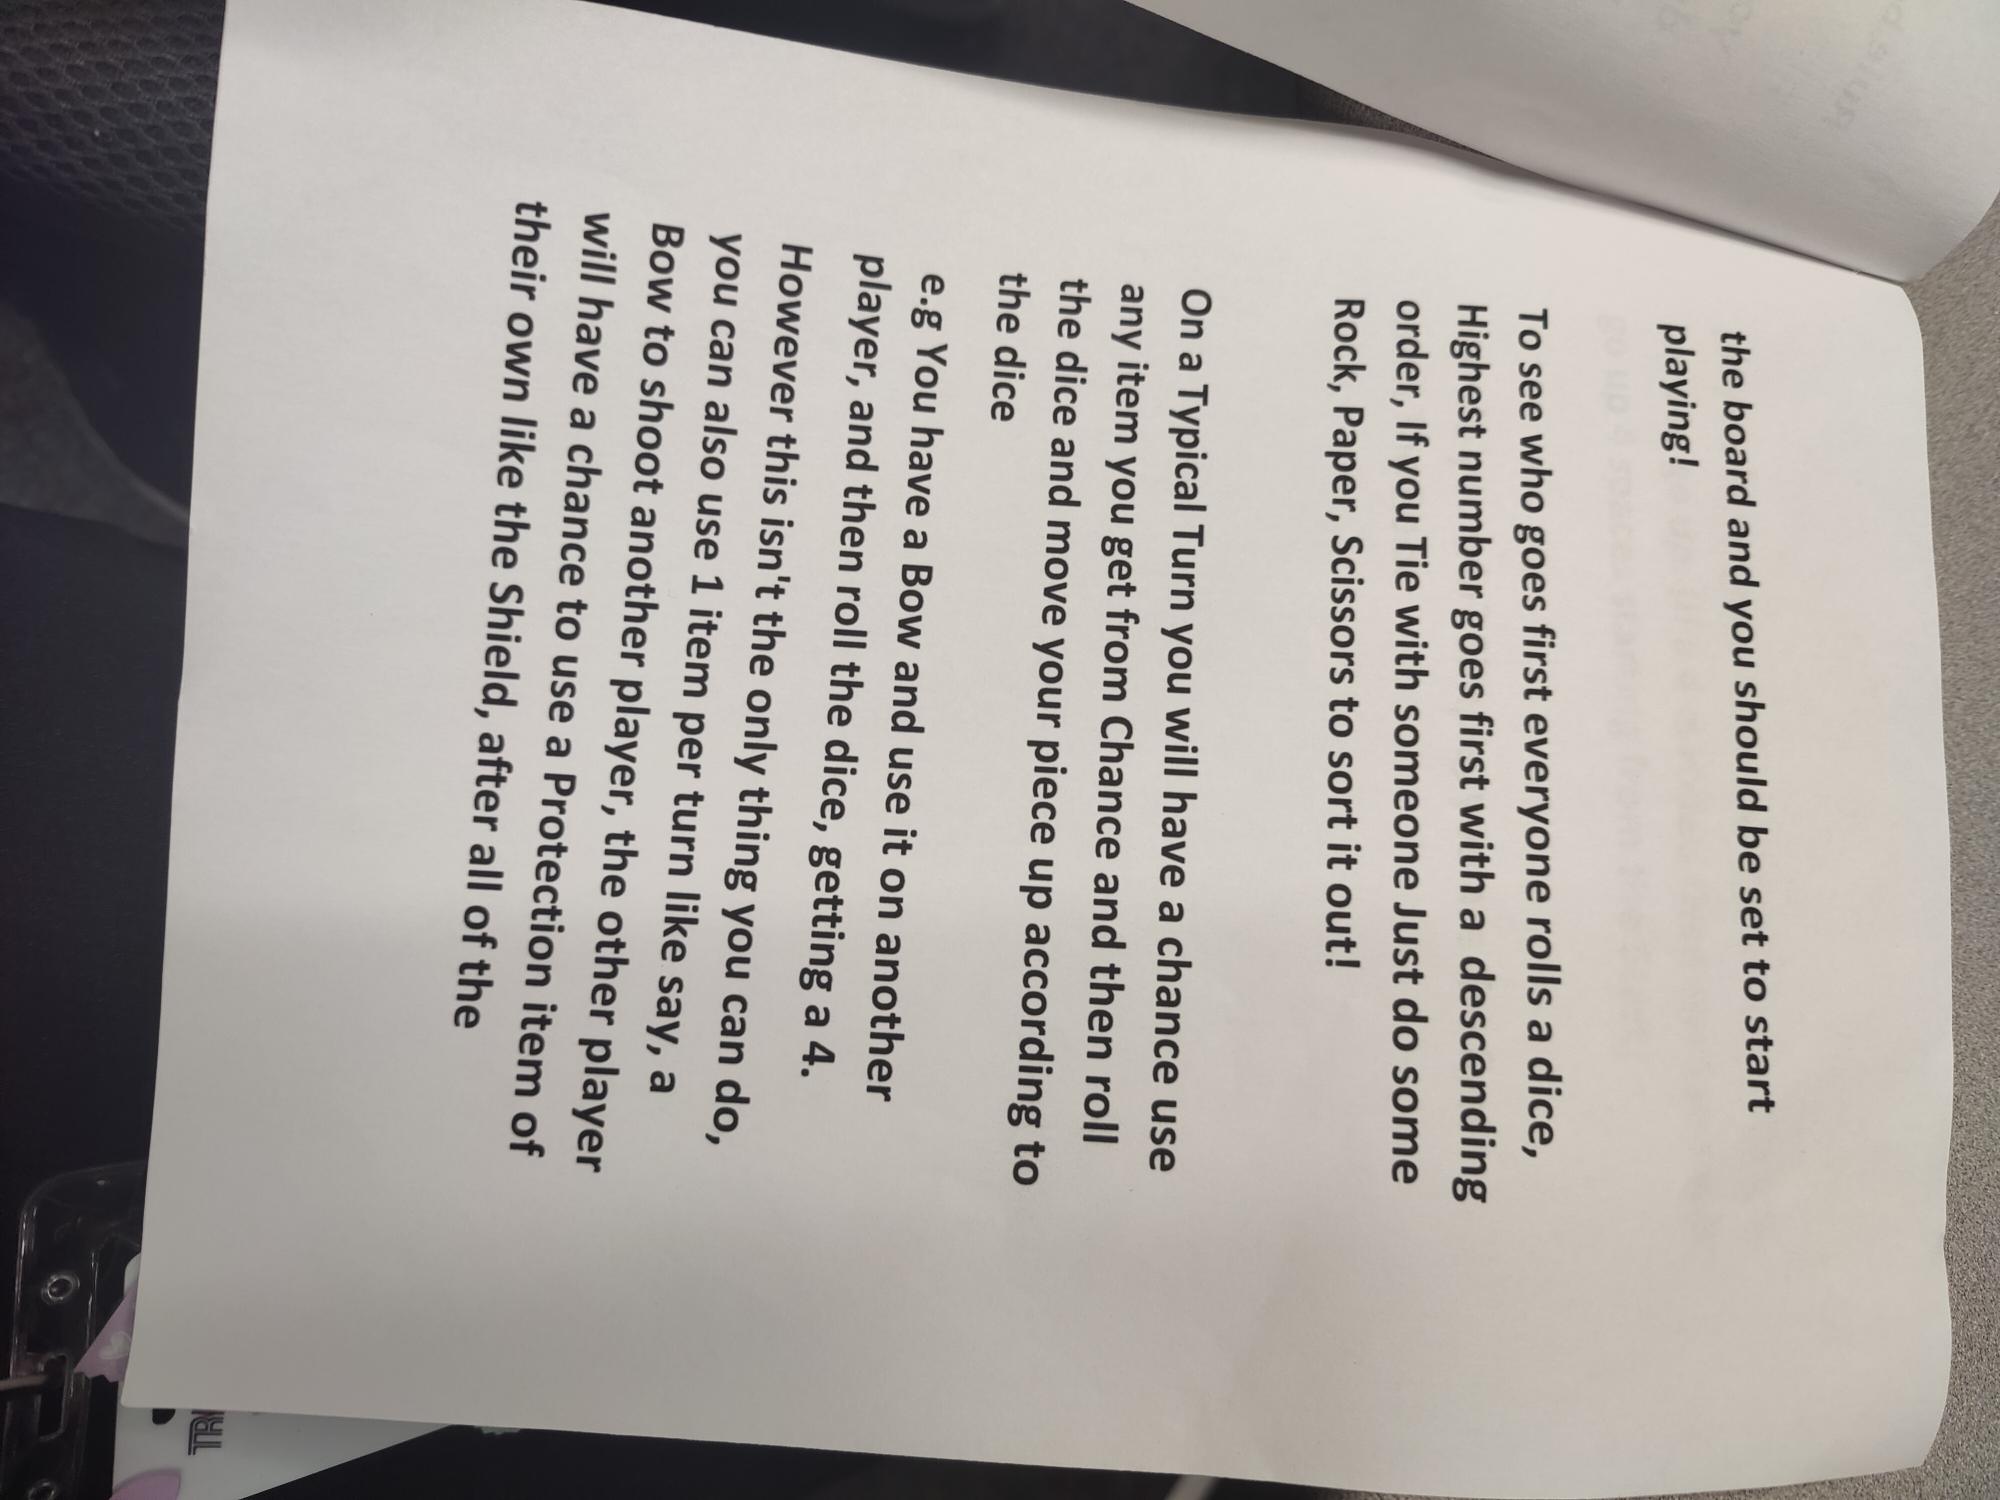 the board and you should be set to start
playing!
To see who goes first everyone rolls a dice,
Highest number goes first with a descending
order, If you Tie with someone Just do some
Rock, Paper, Scissors to sort it out!
On a Typical Turn you will have a chance use
any item you get from Chance and then roll
the dice and move your piece up according to
the dice
e.g You have a Bow and use it on another
player, and then roll the dice, getting a 4.
However this isn't the only thing you can do,
you can also use 1 item per turn like say, a
Bow to shoot another player, the other player
will have a chance to use a Protection item of
their own like the Shield, after all of the